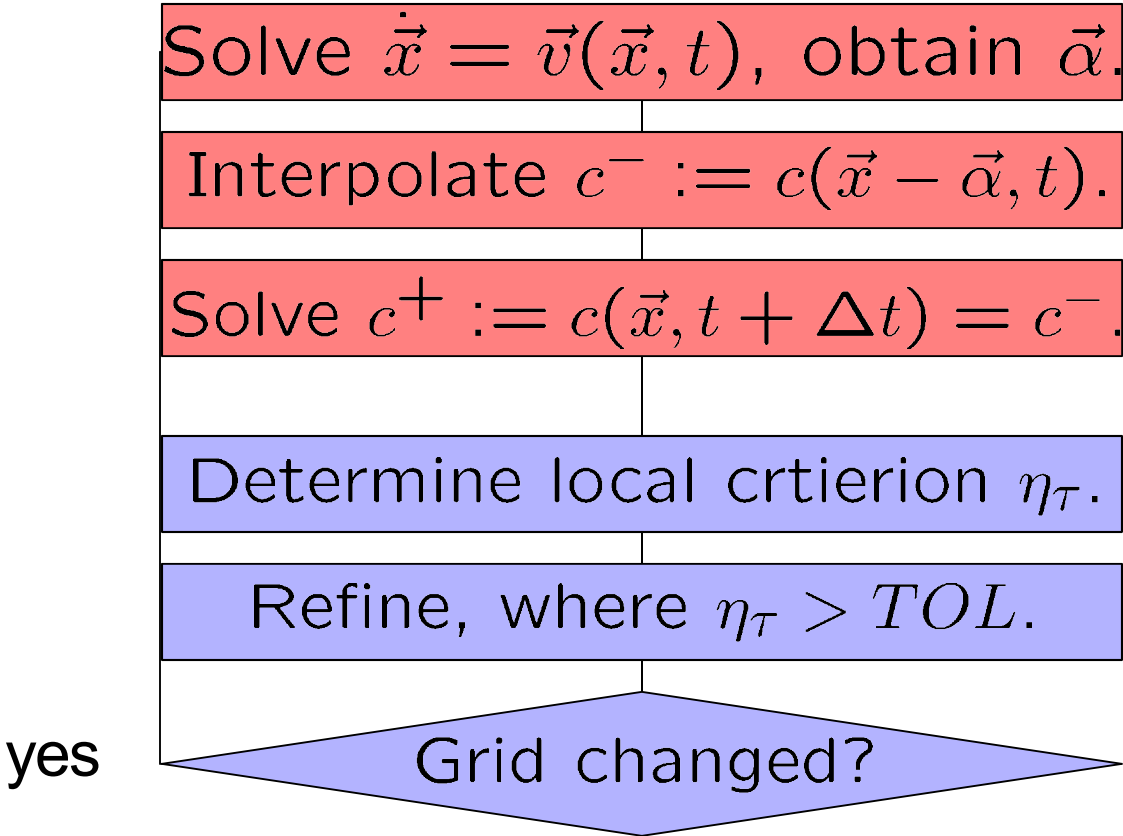 Solve $\dot{\vec{x}} = \vec{v}(\vec{x}, t)$, obtain $\vec{\alpha}$.
Interpolate $c^- := c(\vec{x} - \vec{\alpha}, t)$.
Solve $c^+ := c(\vec{x}, t + \Delta t) = c^-$.
Determine local crtierion $\eta_\tau$.
Refine, where $\eta_\tau > TOL$.
yes Grid changed?